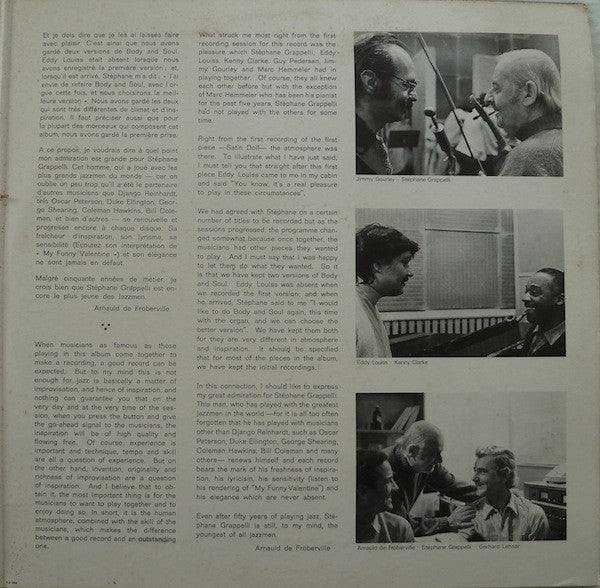 Et je dois dire que je les ai laissés faire
avec plaisir. C'est ainsi que nous avons
gardé deux versions de Body and Soul.
Eddy Louiss était absent lorsque nous
avons enregistré la première version ; et,
lorsqu'il est arrivé, Stéphane m'a dit : « J'ai
envie de refaire Body and Soul, avec l'or-
gue cette fois, et nous choisirons la meil-
leure version ». Nous avons gardé les deux
qui sont très différentes de climat et d'ins-
piration. Il faut préciser aussi que pour
la plupart des morceaux qui composent cet
album, nous avons gardé la première prise.
A ce propos, je voudrais dire à quel point
mon admiration est grande pour Stéphane
Grappelli. Cet homme, qui a joué avec les
plus grands jazzmen du monde — car on
oublie un peu trop qu'il a été le partenaire
d'autres musiciens que Django Reinhardt,
tels Oscar Peterson, Duke Ellington, Geor-
ge Shearing, Coleman Hawkins, Bill Cole-
man, et bien d'autres — se renouvelle et
progresse encore à chaque disque. Sa
fraîcheur d'inspiration, son lyrisme, sa
sensibilité (Ecoutez son interprétation de
« My Funny Valentine ») et son élégance
ne sont jamais en défaut.
Malgré cinquante années de métier, je
crois bien que Stéphane Grappelli est en-
core le plus jeune des Jazzmen.
Arnauld de Froberville
When musicians as famous as those
playing in this album come together to
make a recording, a good record can be
expected. But to my mind this is not
enough for jazz is basically a matter of
improvisation, and hence of inspiration, and
nothing can guarantee you that on the
very day and at the very time of the ses-
sion, when you press the button and give
the go-ahead signal to the musicians, the
inspiration will be of high quality and
flowing free. Of course, experience is
important and technique, tempo and skill
are all a question of experience. But on
the other hand, invention, originality and
richness of improvisation are a question
of inspiration. And I believe that to ob-
tain it, the most important thing is for the
musicians to want to play together and to
enjoy doing so. In short, it is the human
atmosphere, combined with the skill of the
musicians, which makes the difference
between a good record and an outstanding
one.
What struck me most right from the first
recording session for this record was the
pleasure which Stéphane Grappelli, Eddy
Louiss, Kenny Clarke, Guy Pedersen, Jim-
my Gourley and Marc Hemmeler had in
playing together. Of course, they all knew
each other before but with the exception
of Marc Hemmeler who has been his pianist
for the past five years, Stéphane Grappelli
had not played with the others for some
time.
Right from the first recording of the first
piece —Satin Doll— the atmosphere was
there. To illustrate what I have just said,
I must tell you that straight after this first
piece Eddy Louiss came to me in my cabin
and said "You know, it's a real pleasure
to play in these circumstances".
We had agreed with Stéphane on a certain
number of titles to be recorded but as the
sessions progressed, the programme chan-
ged somewhat because once together, the
musicians had other pieces they wanted
to play. And I must say that I was happy
to let them do what they wanted. So it
is that we have kept two versions of Body
and Soul. Eddy Louiss was absent when
we recorded the first version; and when
he arrived, Stéphane said to me "I would
like to do Body and Soul again, this time
with the organ, and we can choose the
better version". We have kept them both
for they are very different in atmosphere
and inspiration. It should be specified
that for most of the pieces in the album,
we have kept the initial recordings.
In this connection, I should like to express
my great admiration for Stéphane Grappelli.
This man, who has played with the greatest
jazzmen in the world —for it is all too often
forgotten that he has played with musicians
other than Django Reinhardt, such as Oscar
Peterson, Duke Ellington, George Shearing,
Coleman Hawkins, Bill Coleman and many
others— renews himself and each record
bears the mark of his freshness of inspira-
tion, his lyricism, his sensitivity (listen to
his rendering of "My Funny Valentine") and
his elegance which are never absent.
Even after fifty years of playing jazz, Sté-
phane Grappelli is still, to my mind, the
youngest of all jazzmen.
Arnauld de Froberville
Jimmy Gourley - Stéphane Grappelli
Eddy Louiss - Kenny Clarke
Arnauld de Froberville - Stéphane Grappelli - Gerhard Lehner